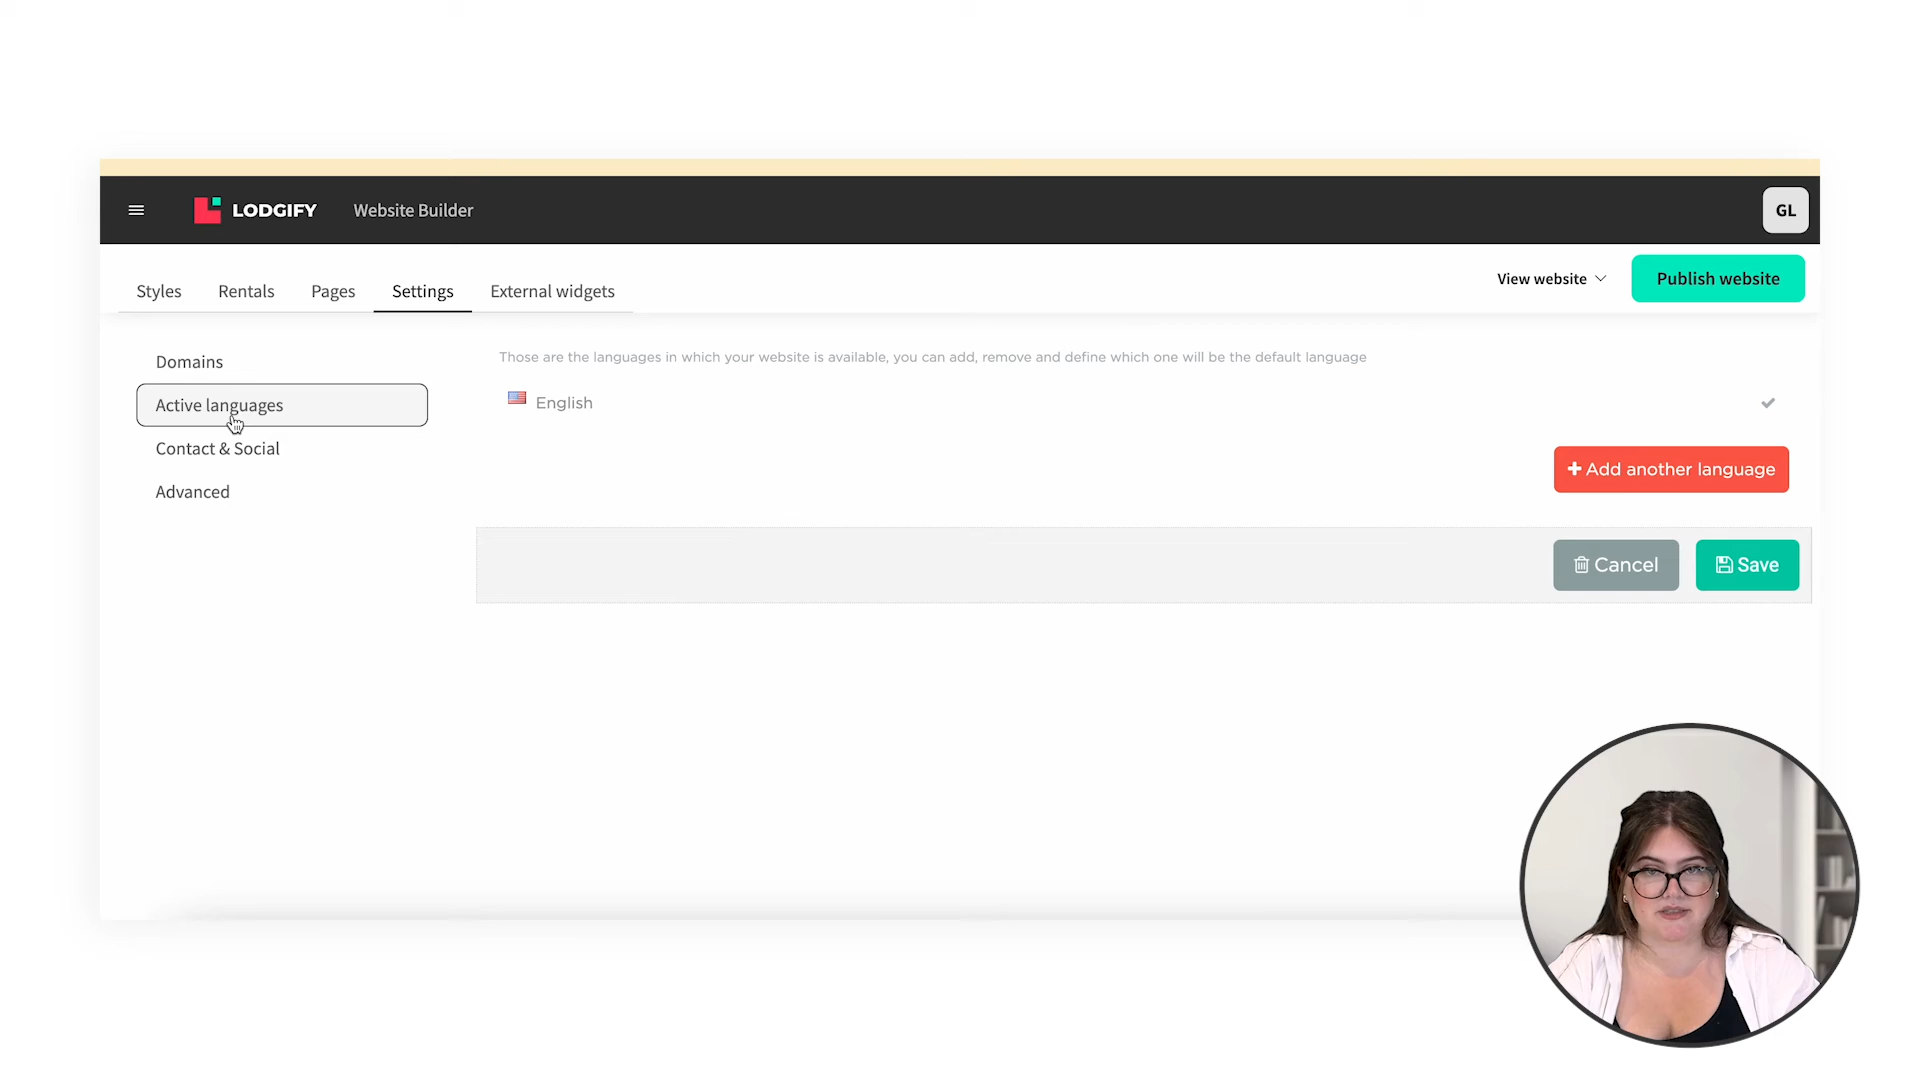 LODGIFY
Website Builder
GL
Styles
Rentals
Pages
Settings
External widgets
View website
Publish website
Domains
Active languages
Contact & Social
Advanced
Those are the languages in which your website is available, you can add, remove and define which one will be the default language
English
Add another language
Cancel
Save